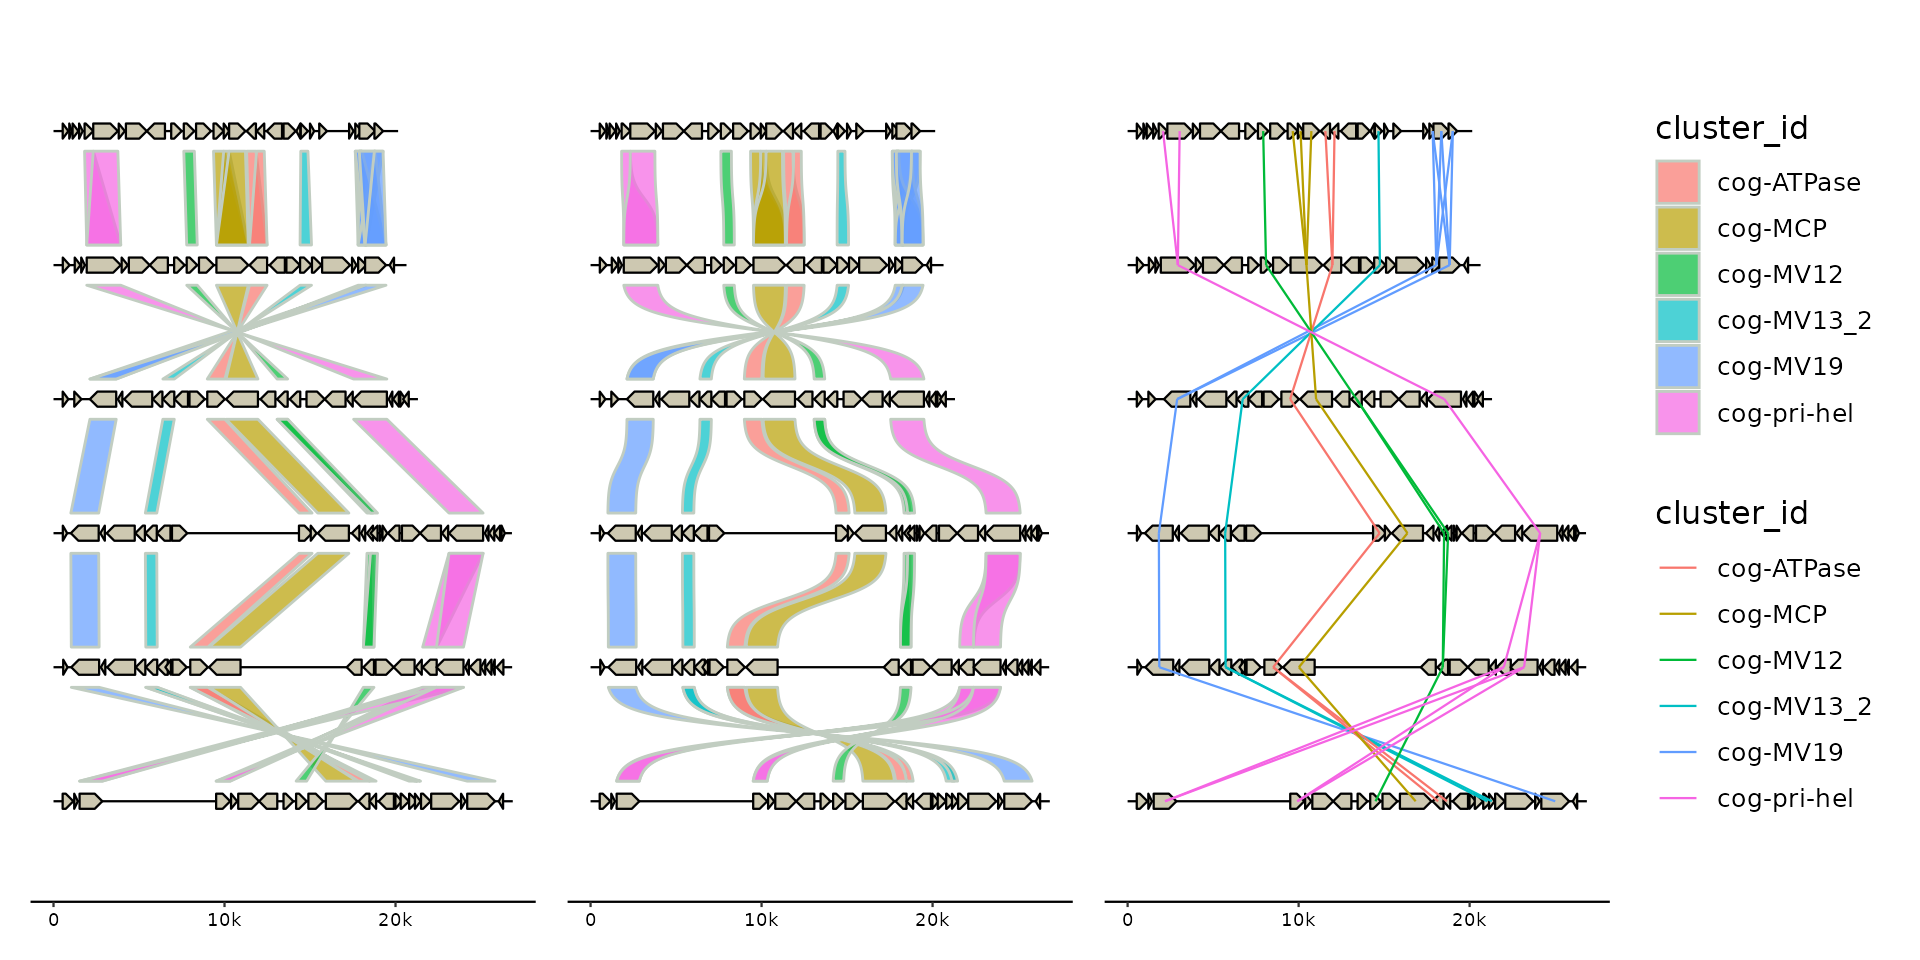 cluster_id
cog-ATPase
cog-MCP
cog-MV12
cog-MV13_2
cog-MV19
cog-pri-hel
cluster_id
cog-ATPase
cog-MCP
cog-MV12
cog-MV13_2
cog-MV19
cog-pri-hel
0 10k 20k 0 10k 20k 0 10k 20k